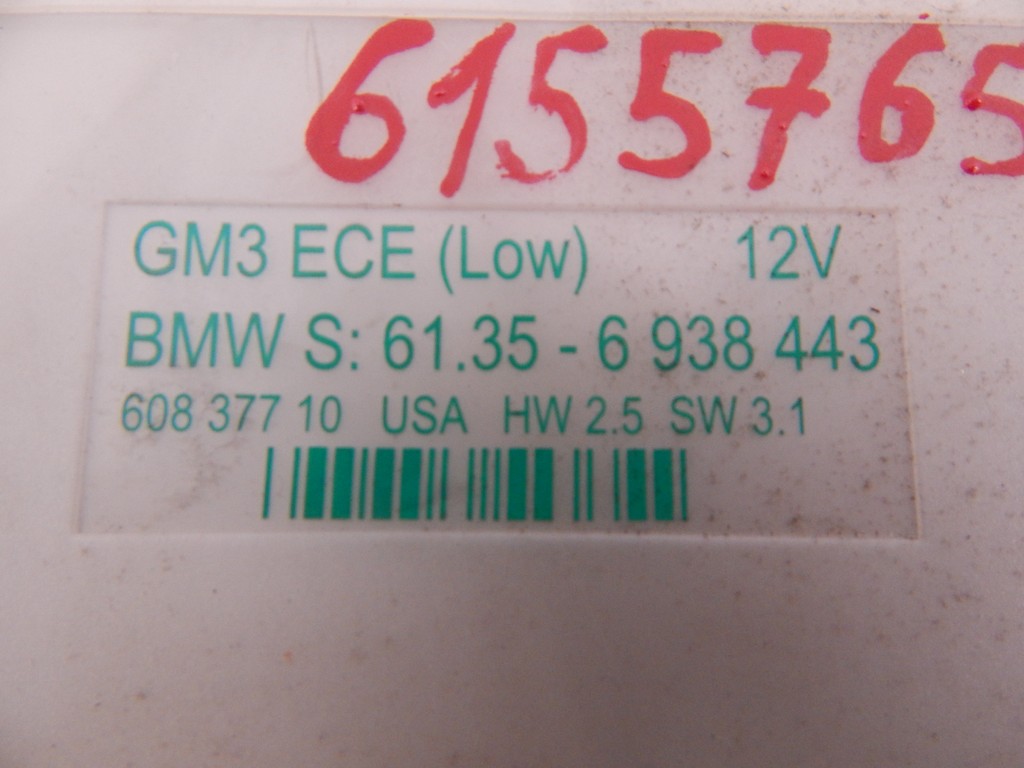 6155765
GM3 ECE (Low) 12V
BMW S: 61.35 - 6 938 443
608 377 10 USA HW 2.5 SW 3.1